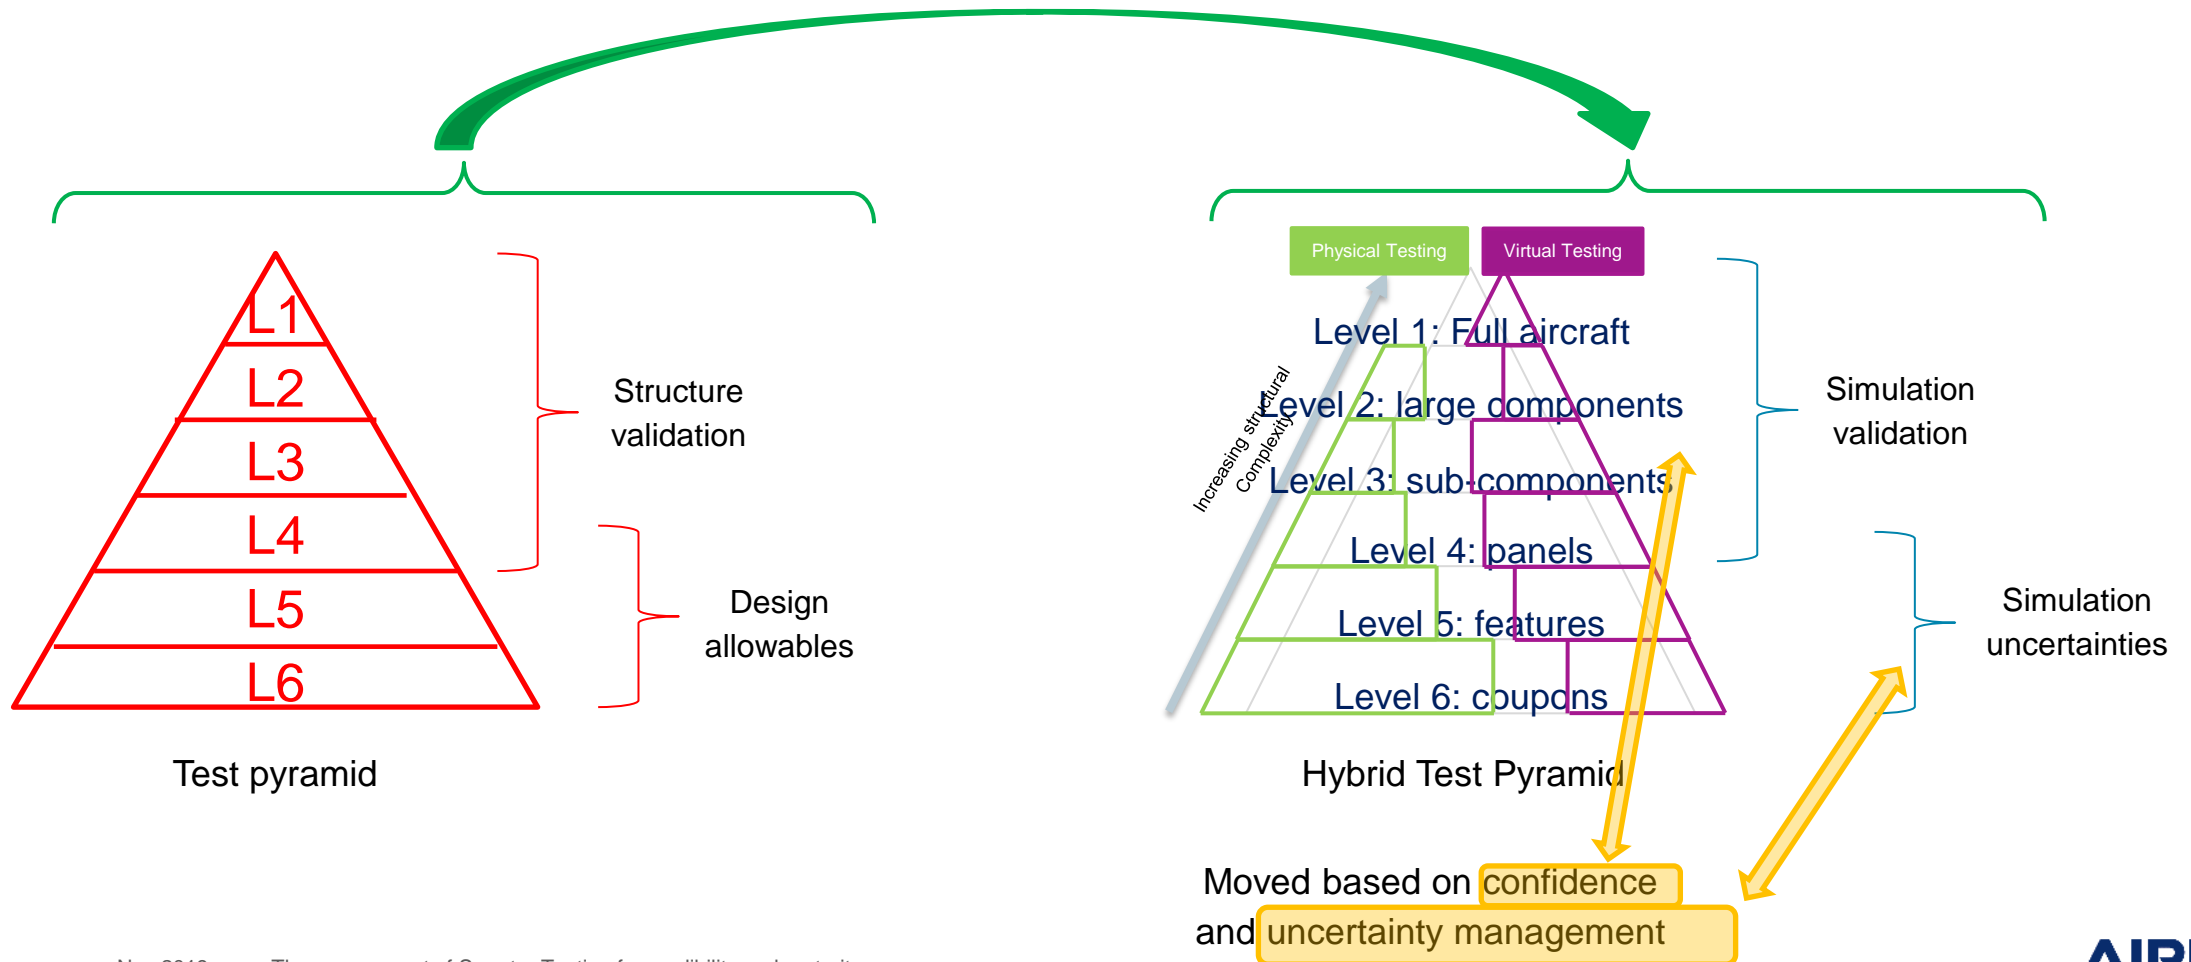 L1
L2
L3
L4
L5
L6
Structure
validation
Design
allowables
Test pyramid
Physical Testing
Virtual Testing
Increasing structural
Complexity
Level 1: Full aircraft
Level 2: large components
Level 3: sub-components
Level 4: panels
Level 5: features
Level 6: coupons
Simulation
validation
Simulation
uncertainties
Hybrid Test Pyramid
Moved based on confidence
and uncertainty management